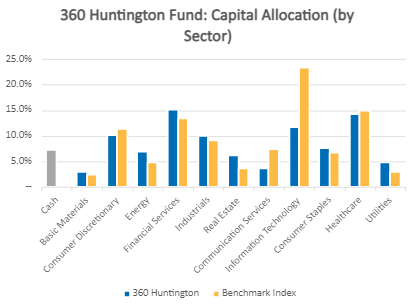 360 Huntington Fund: Capital Allocation (by
Sector)
25.0%
20.0%
15.0%
10.0%
5.0%
--
Cash
Basic Materials
Consumer Discretionary
Energy
Financial Services
Industrials
Real Estate
Communication Services
Information Technology
Consumer Staples
Healthcare
Utilities
360 Huntington
Benchmark Index